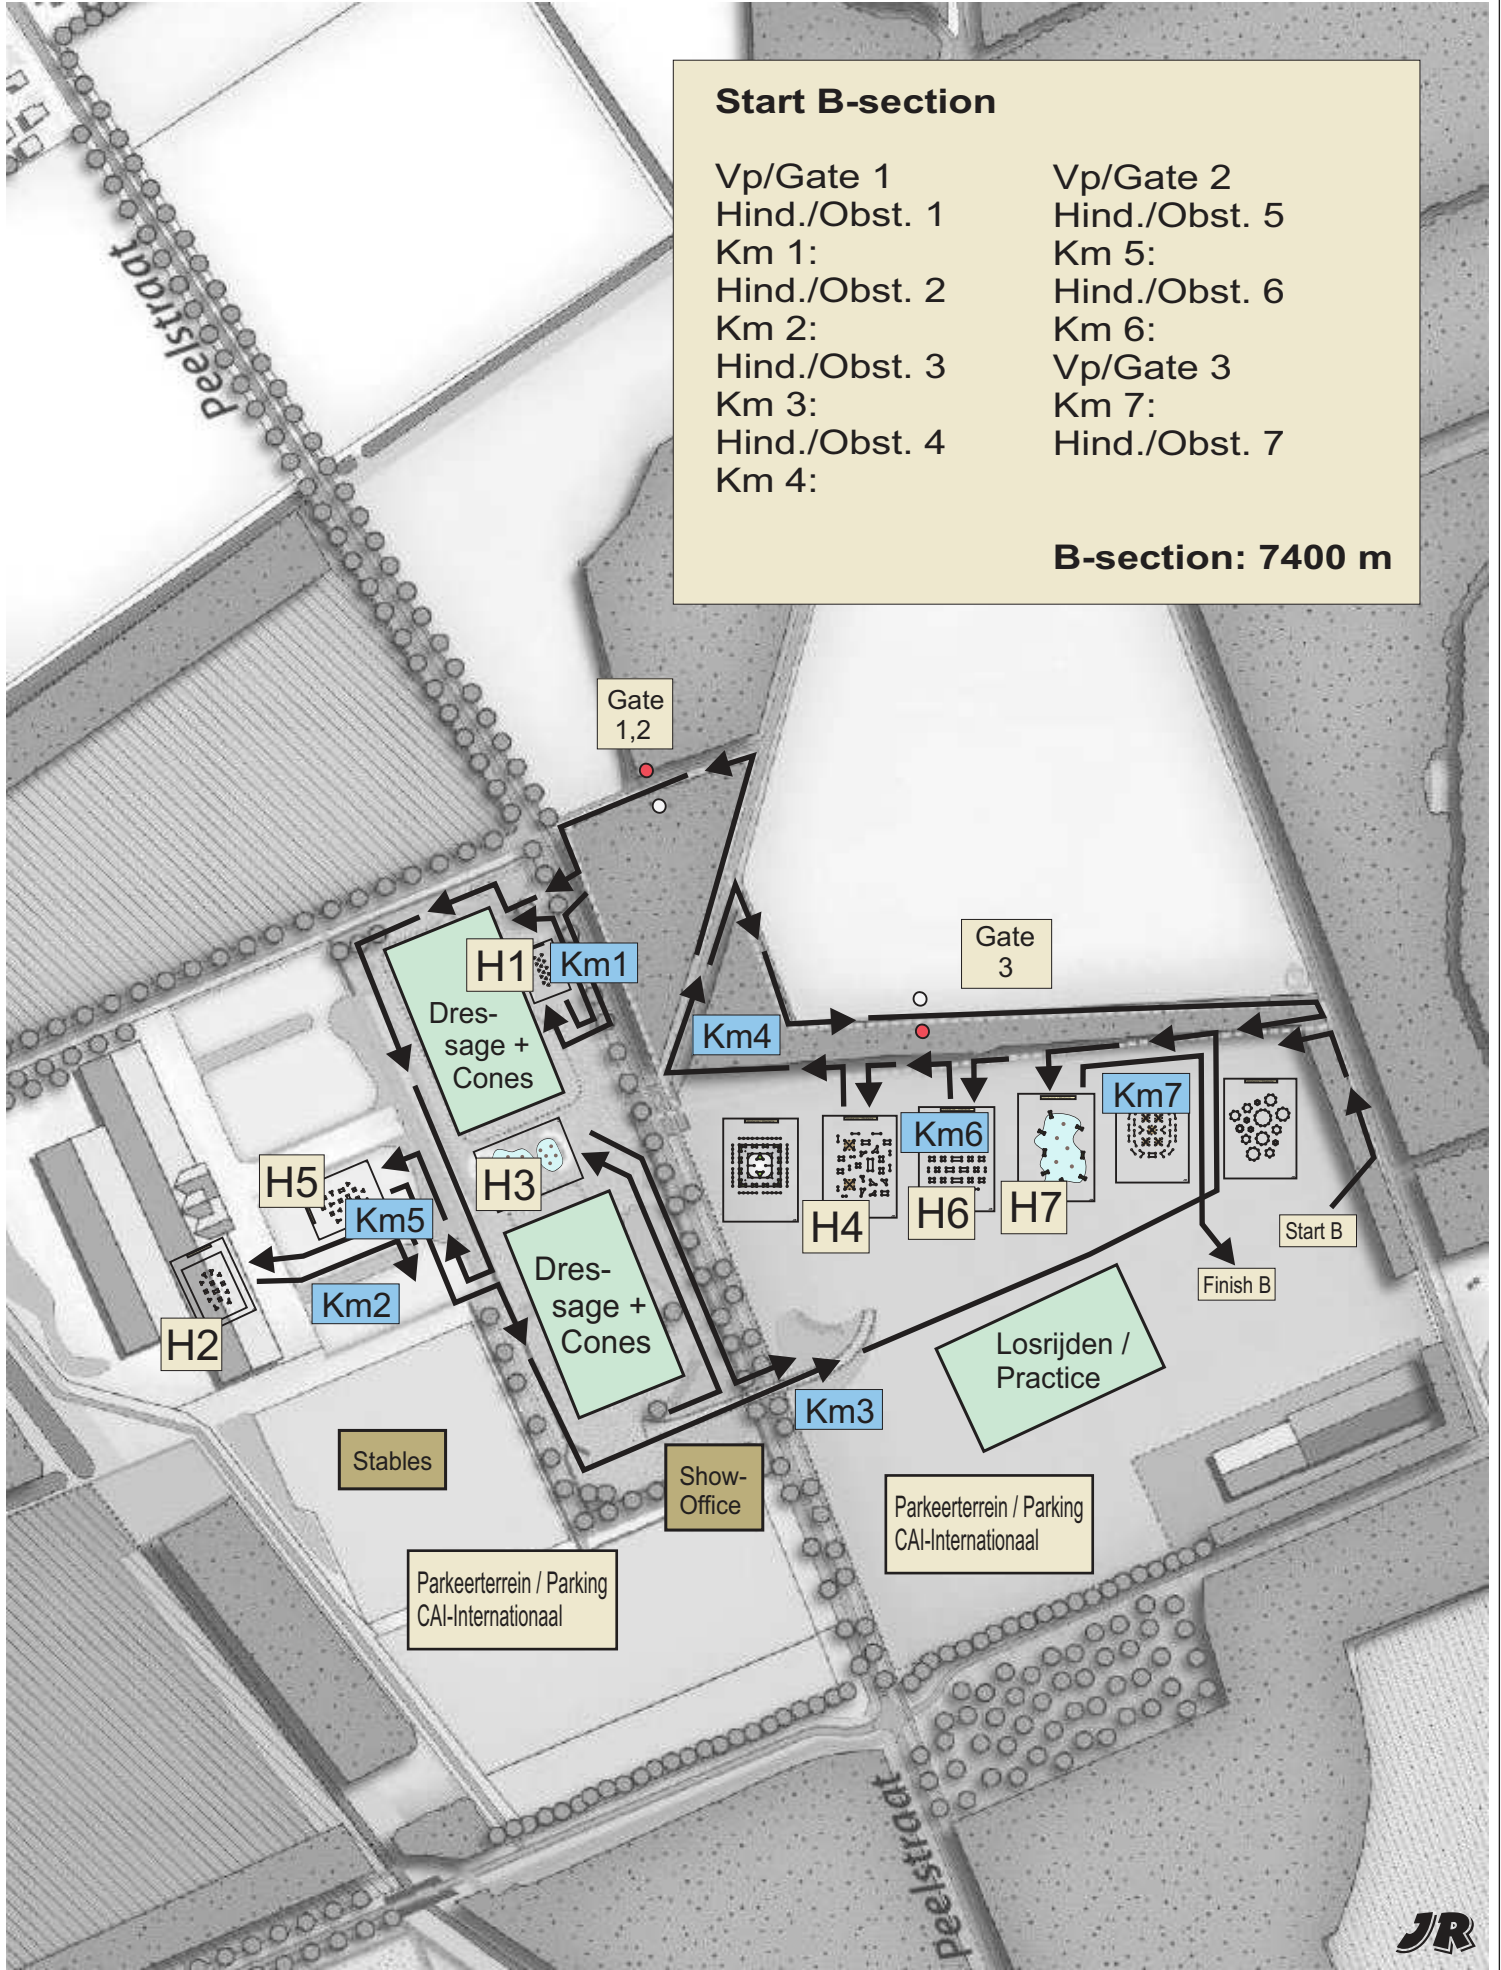 Start B-section
Vp/Gate 1
Hind./Obst. 1
Km 1:
Hind./Obst. 2
Km 2:
Hind./Obst. 3
Km 3:
Hind./Obst. 4
Km 4:
Vp/Gate 2
Hind./Obst. 5
Km 5:
Hind./Obst. 6
Km 6:
Vp/Gate 3
Km 7:
Hind./Obst. 7
B-section: 7400 m
Peelstraat
Gate
1,2
Gate
3
H1
Km1
Dres-
sage +
Cones
Km4
Km7
Km6
H5
Km5
H3
H4
H6
H7
Start B
Finish B
Km2
H2
Dres-
sage +
Cones
Losrijden /
Practice
Km3
Stables
Show-
Office
Parkeerterrein / Parking
CAI-Internationaal
Parkeerterrein / Parking
CAI-Internationaal
Peelstraat
JR